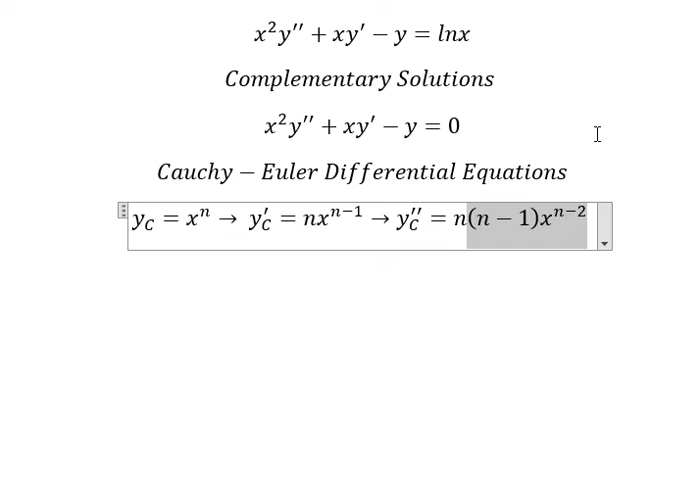 x²y′′ + xy′ − y = lnx
Complementary Solutions
x²y′′ + xy′ − y = 0
Cauchy − Euler Differential Equations
y_C = xⁿ → y′_C = nxⁿ⁻¹ → y′′_C = n(n − 1)xⁿ⁻²